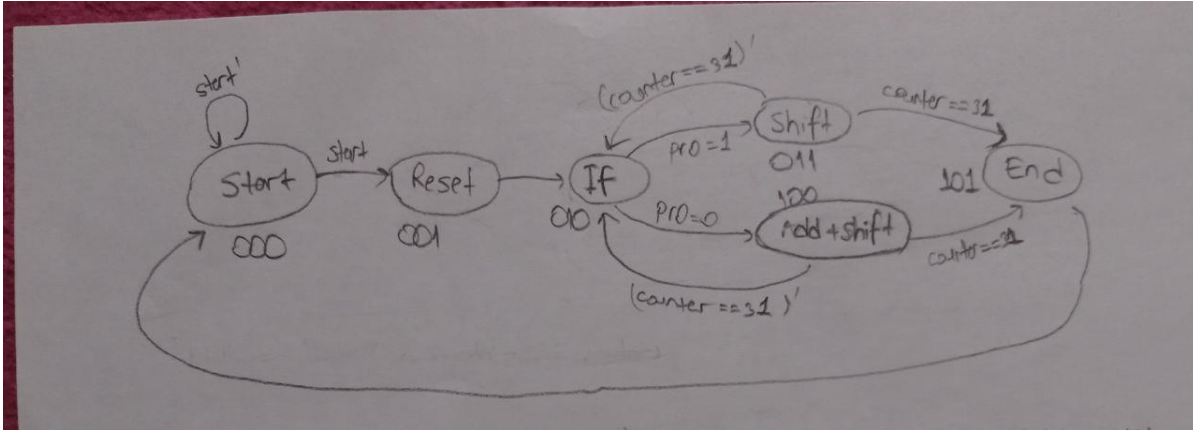 start'
(counter==31)'
counter==31
start
pr0=1
Shift
Start
Reset
If
011
101
End
100
000
001
010
pr0=0
Add+shift
counter==31
(counter==31)'